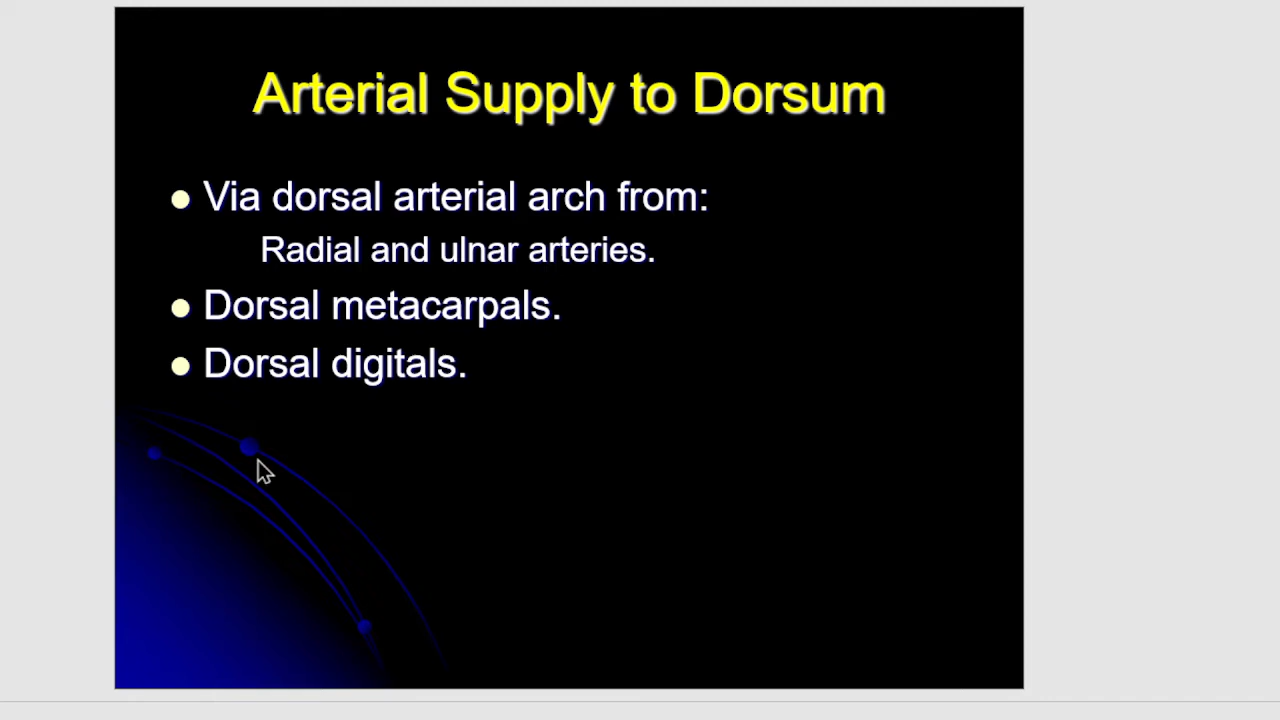 Arterial Supply to Dorsum
Via dorsal arterial arch from:
Radial and ulnar arteries.
Dorsal metacarpals.
Dorsal digitals.